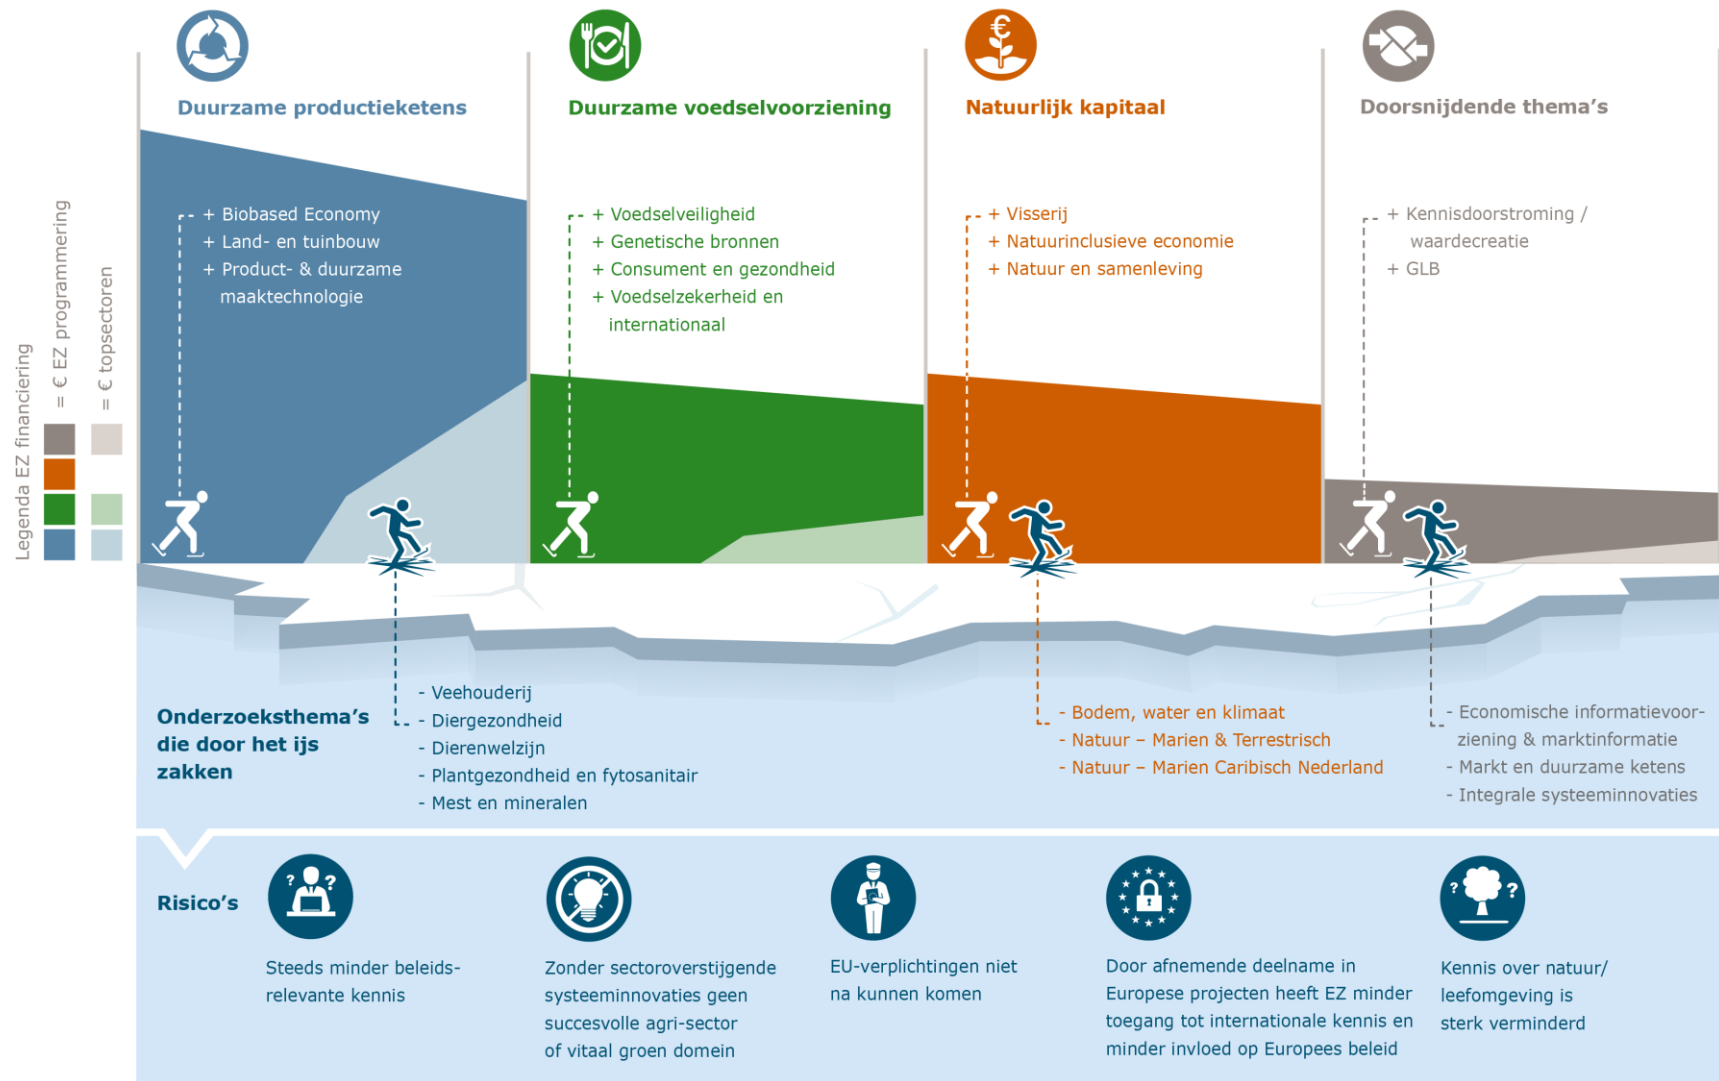 Duurzame productieketens
Duurzame voedselvoorziening
Natuurlijk kapitaal
Doorsnijdende thema's
+ Biobased Economy
+ Land- en tuinbouw
+ Product- & duurzame
maaktechnologie
+ Voedselveiligheid
+ Genetische bronnen
+ Consument en gezondheid
+ Voedselzekerheid en
internationaal
+ Visserij
+ Natuurinclusieve economie
+ Natuur en samenleving
+ Kennisdoorstroming /
waardecreatie
+ GLB
Legenda EZ financiering
= € EZ programmering
= € topsectoren
€
Onderzoeksthema's
die door het ijs
zakken
- Veehouderij
- Diergezondheid
- Dierenwelzijn
- Plantgezondheid en fytosanitair
- Mest en mineralen
- Bodem, water en klimaat
- Natuur – Marien & Terrestrisch
- Natuur – Marien Caribisch Nederland
- Economische informatievoor-
ziening & marktinformatie
- Markt en duurzame ketens
- Integrale systeeminnovaties
Risico's
? ?
Steeds minder beleids-
relevante kennis
Zonder sectoroverstijgende
systeeminnovaties geen
succesvolle agri-sector
of vitaal groen domein
EU-verplichtingen niet
na kunnen komen
Door afnemende deelname in
Europese projecten heeft EZ minder
toegang tot internationale kennis en
minder invloed op Europees beleid
? ?
Kennis over natuur/
leefomgeving is
sterk verminderd